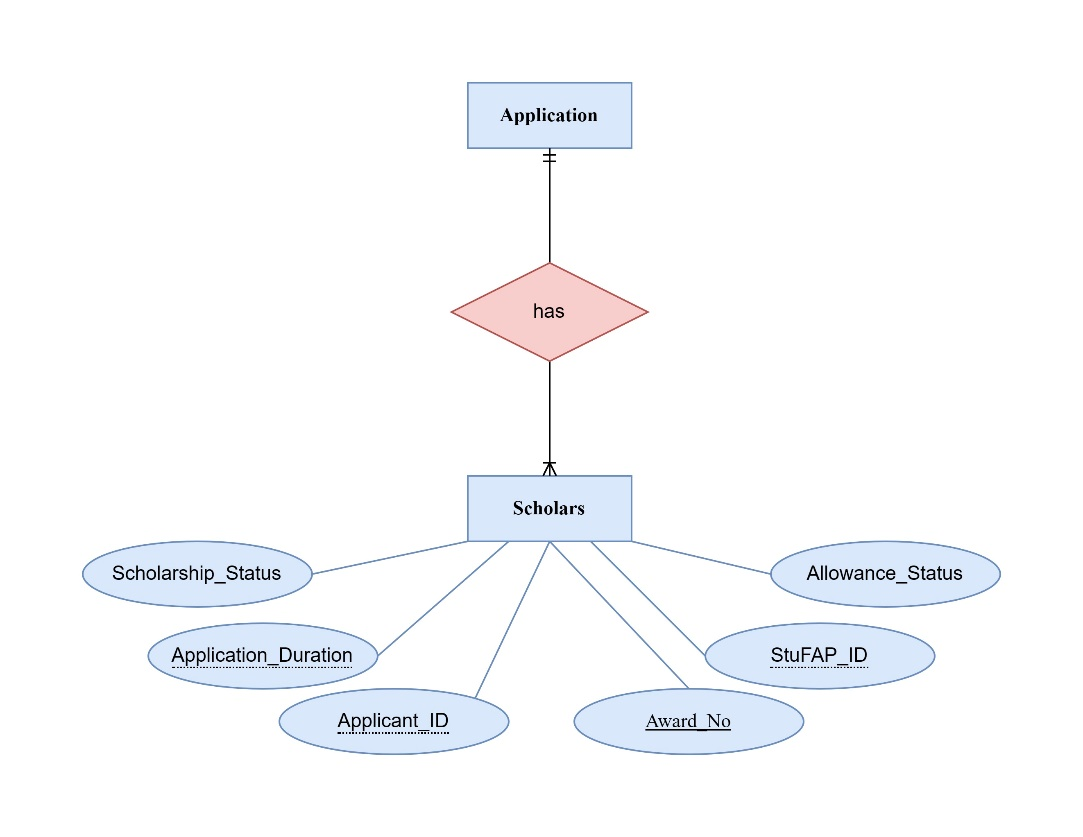 Application
has
Scholars
Scholarship_Status
Allowance_Status
Application_Duration
StuFAP_ID
Applicant_ID
Award_No